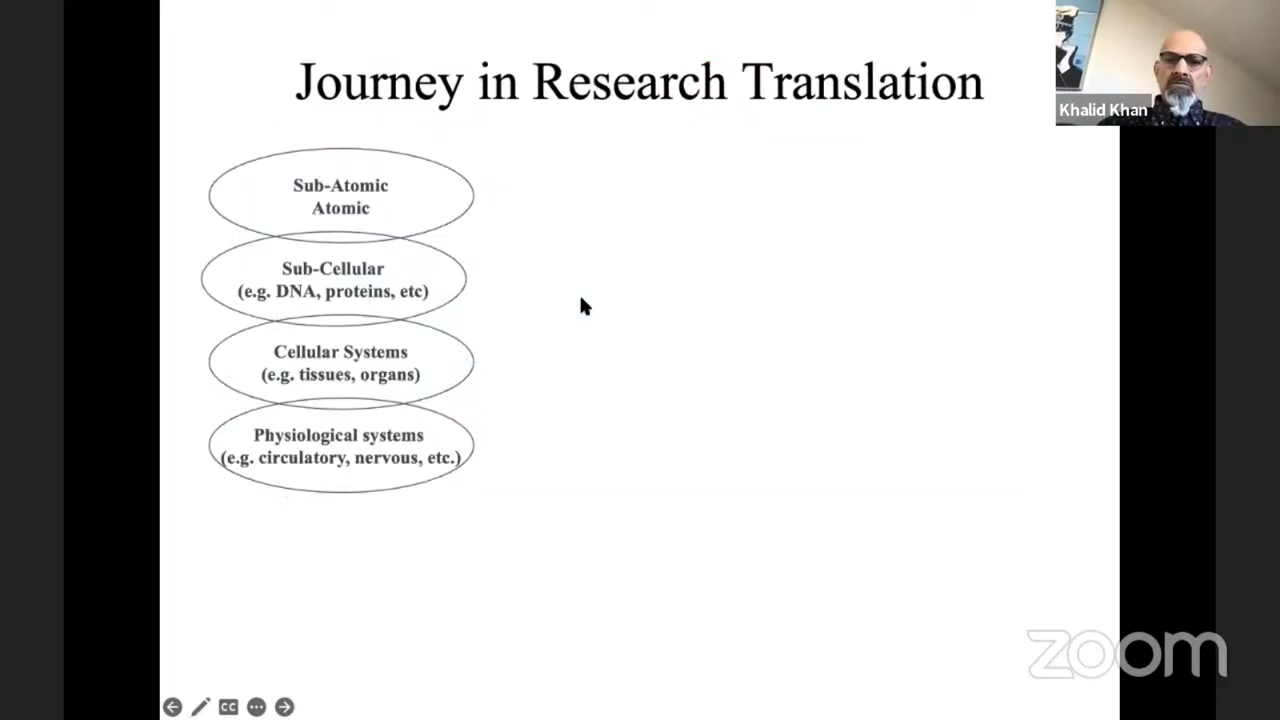 Journey in Research Translation
Khalid Khan
Sub-Atomic
Atomic
Sub-Cellular
(e.g. DNA, proteins, etc)
Cellular Systems
(e.g. tissues, organs)
Physiological systems
(e.g. circulatory, nervous, etc.)
zoom
CC